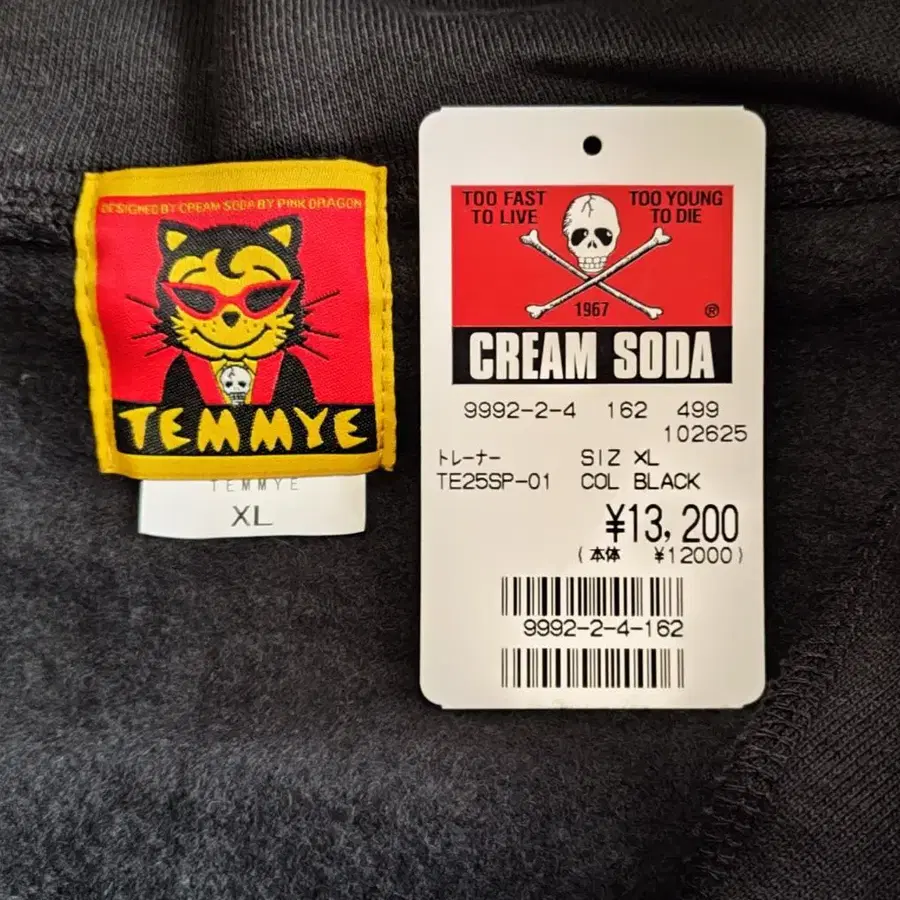 DESIGNED BY CREAM SODA BY PINK DRAGON
TEMMYE
TEMMYE
XL
TOO FAST TO LIVE
TOO YOUNG TO DIE
1967
®
CREAM SODA
9992-2-4 162 499
102625
トレーナー SIZ XL
TE25SP-01 COL BLACK
¥13,200
(本体 ¥12000)
9992-2-4-162